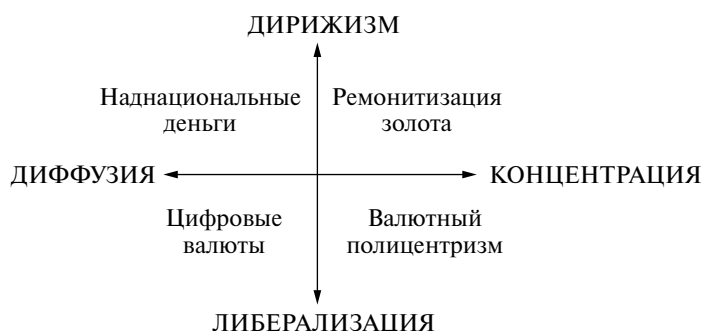 ДИРИЖИЗМ
Наднациональные
деньги
Ремонитизация
золота
ДИФФУЗИЯ
КОНЦЕНТРАЦИЯ
Цифровые
валюты
Валютный
полицентризм
ЛИБЕРАЛИЗАЦИЯ